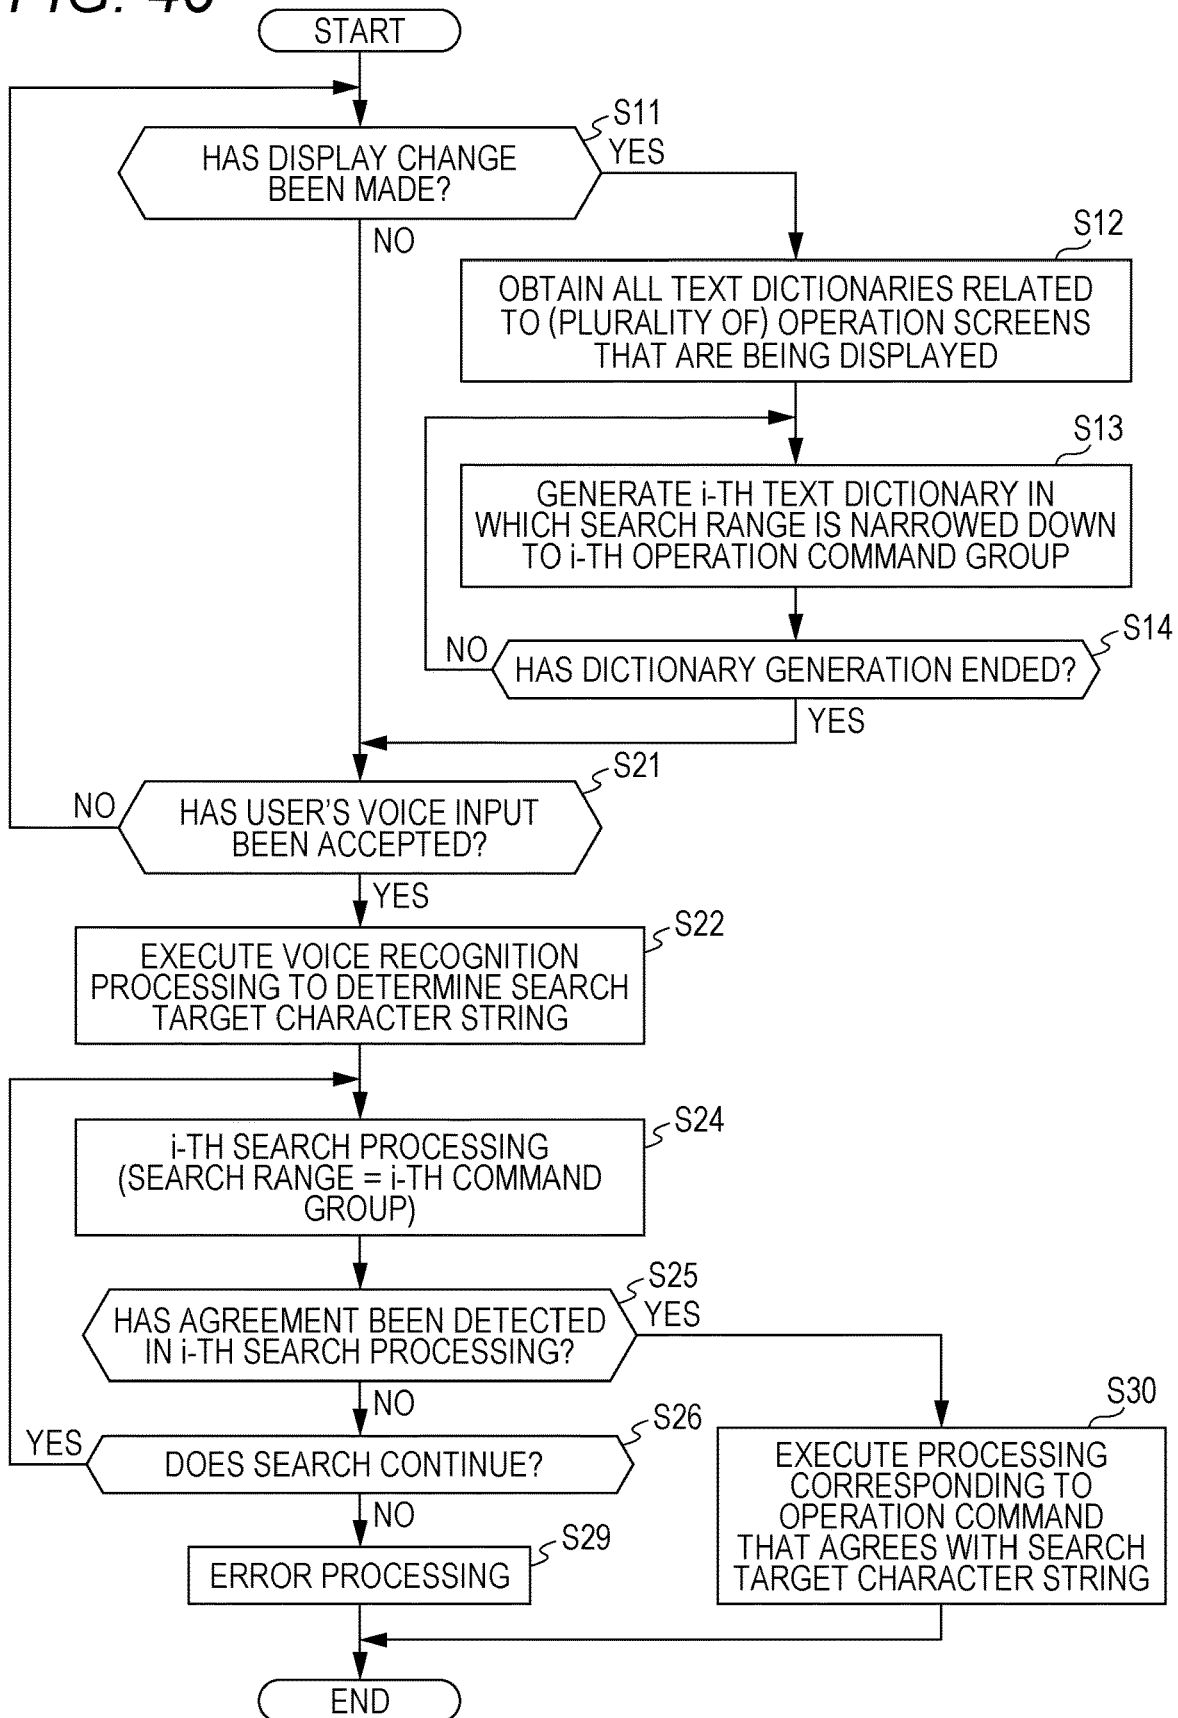 START
S11
HAS DISPLAY CHANGE
BEEN MADE?
YES
NO
S12
OBTAIN ALL TEXT DICTIONARIES RELATED
TO (PLURALITY OF) OPERATION SCREENS
THAT ARE BEING DISPLAYED
S13
GENERATE i-TH TEXT DICTIONARY IN
WHICH SEARCH RANGE IS NARROWED DOWN
TO i-TH OPERATION COMMAND GROUP
S14
NO
HAS DICTIONARY GENERATION ENDED?
YES
S21
NO
HAS USER'S VOICE INPUT
BEEN ACCEPTED?
YES
S22
EXECUTE VOICE RECOGNITION
PROCESSING TO DETERMINE SEARCH
TARGET CHARACTER STRING
S24
i-TH SEARCH PROCESSING
(SEARCH RANGE = i-TH COMMAND
GROUP)
S25
HAS AGREEMENT BEEN DETECTED
IN i-TH SEARCH PROCESSING?
YES
NO
S26
YES
DOES SEARCH CONTINUE?
NO
S29
ERROR PROCESSING
S30
EXECUTE PROCESSING
CORRESPONDING TO
OPERATION COMMAND
THAT AGREES WITH SEARCH
TARGET CHARACTER STRING
END